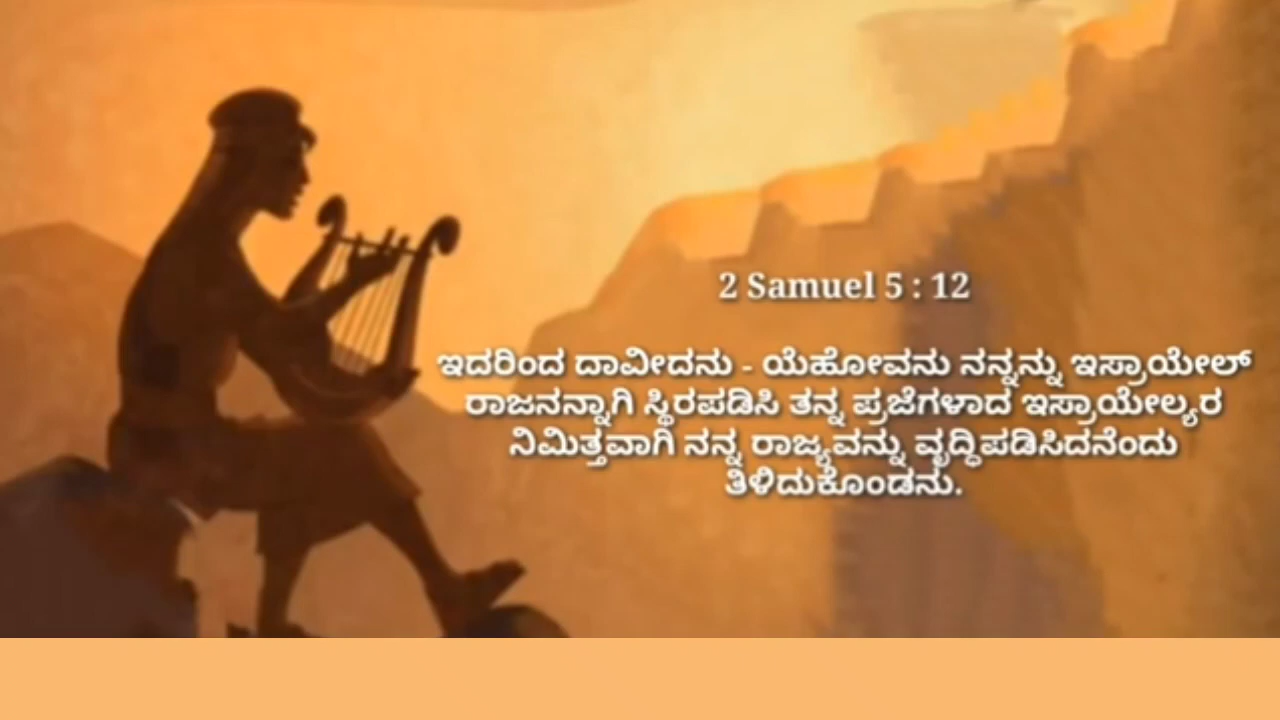 2 Samuel 5 : 12
ಇದರಿಂದ ದಾವೀದನು - ಯೆಹೋವನು ನನ್ನನ್ನು ಇಸ್ರಾಯೇಲ್
ರಾಜನನ್ನಾಗಿ ಸ್ಥಿರಪಡಿಸಿ ತನ್ನ ಪ್ರಜೆಗಳಾದ ಇಸ್ರಾಯೇಲ್ಯರ
ನಿಮಿತ್ತವಾಗಿ ನನ್ನ ರಾಜ್ಯವನ್ನು ವೃದ್ಧಿಪಡಿಸಿದನೆಂದು
ತಿಳಿದುಕೊಂಡನು.